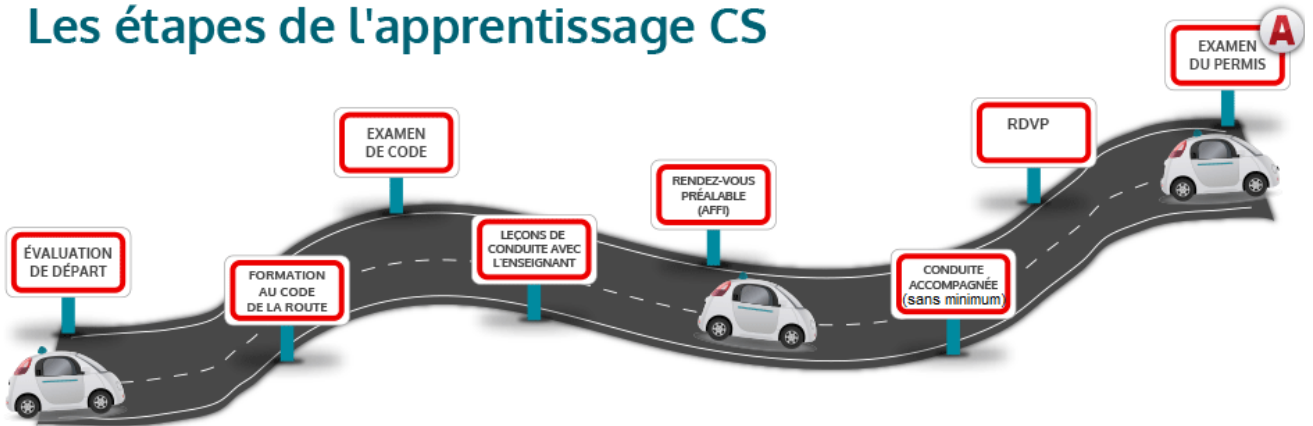 Les étapes de l'apprentissage CS
ÉVALUATION
DE DÉPART
FORMATION
AU CODE
DE LA ROUTE
EXAMEN
DE CODE
LEÇONS DE
CONDUITE AVEC
L'ENSEIGNANT
RENDEZ-VOUS
PRÉALABLE
(AFFI)
CONDUITE
ACCOMPAGNÉE
(sans minimum)
RDVP
EXAMEN
DU PERMIS
A